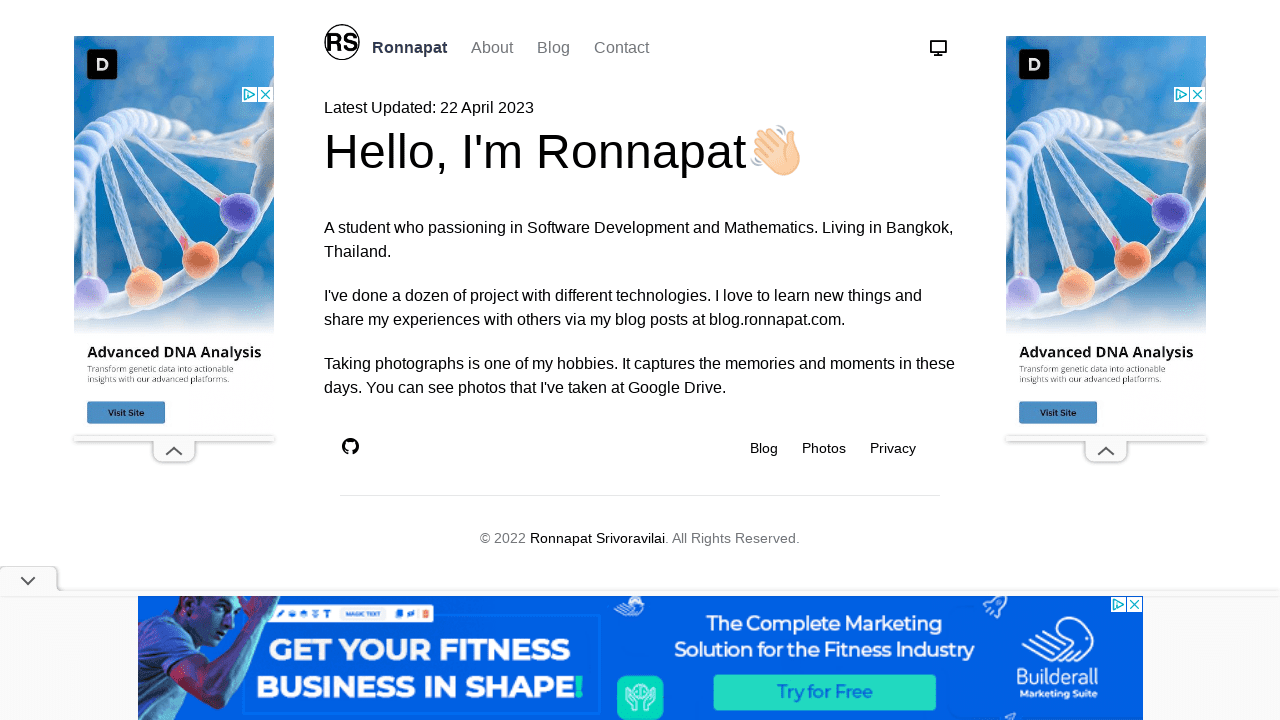 RS Ronnapat About Blog Contact
Latest Updated: 22 April 2023
Hello, I'm Ronnapat
A student who passioning in Software Development and Mathematics. Living in Bangkok,
Thailand.
I've done a dozen of project with different technologies. I love to learn new things and
share my experiences with others via my blog posts at blog.ronnapat.com.
Taking photographs is one of my hobbies. It captures the memories and moments in these
days. You can see photos that I've taken at Google Drive.
Blog Photos Privacy
© 2022 Ronnapat Srivoravilai. All Rights Reserved.
D
Advanced DNA Analysis
Transform genetic data into actionable
insights with our advanced platforms.
Visit Site
D
Advanced DNA Analysis
Transform genetic data into actionable
insights with our advanced platforms.
Visit Site
MAGIC TEXT
GET YOUR FITNESS
BUSINESS IN SHAPE!
The Complete Marketing
Solution for the Fitness Industry
Try for Free
Builderall
Marketing Suite